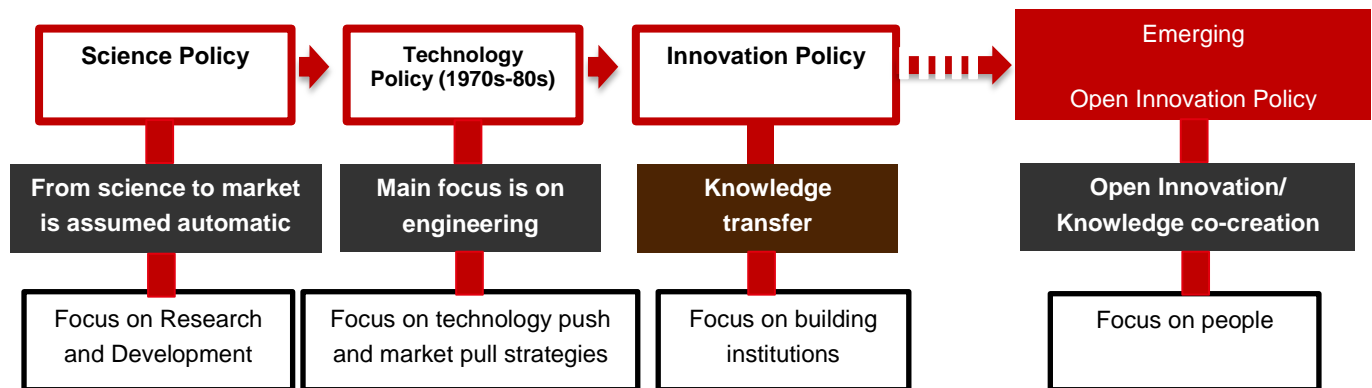 Science Policy
Technology
Policy (1970s-80s)
Innovation Policy
Emerging
Open Innovation Policy
From science to market
is assumed automatic
Main focus is on
engineering
Knowledge
transfer
Open Innovation/
Knowledge co-creation
Focus on Research
and Development
Focus on technology push
and market pull strategies
Focus on building
institutions
Focus on people